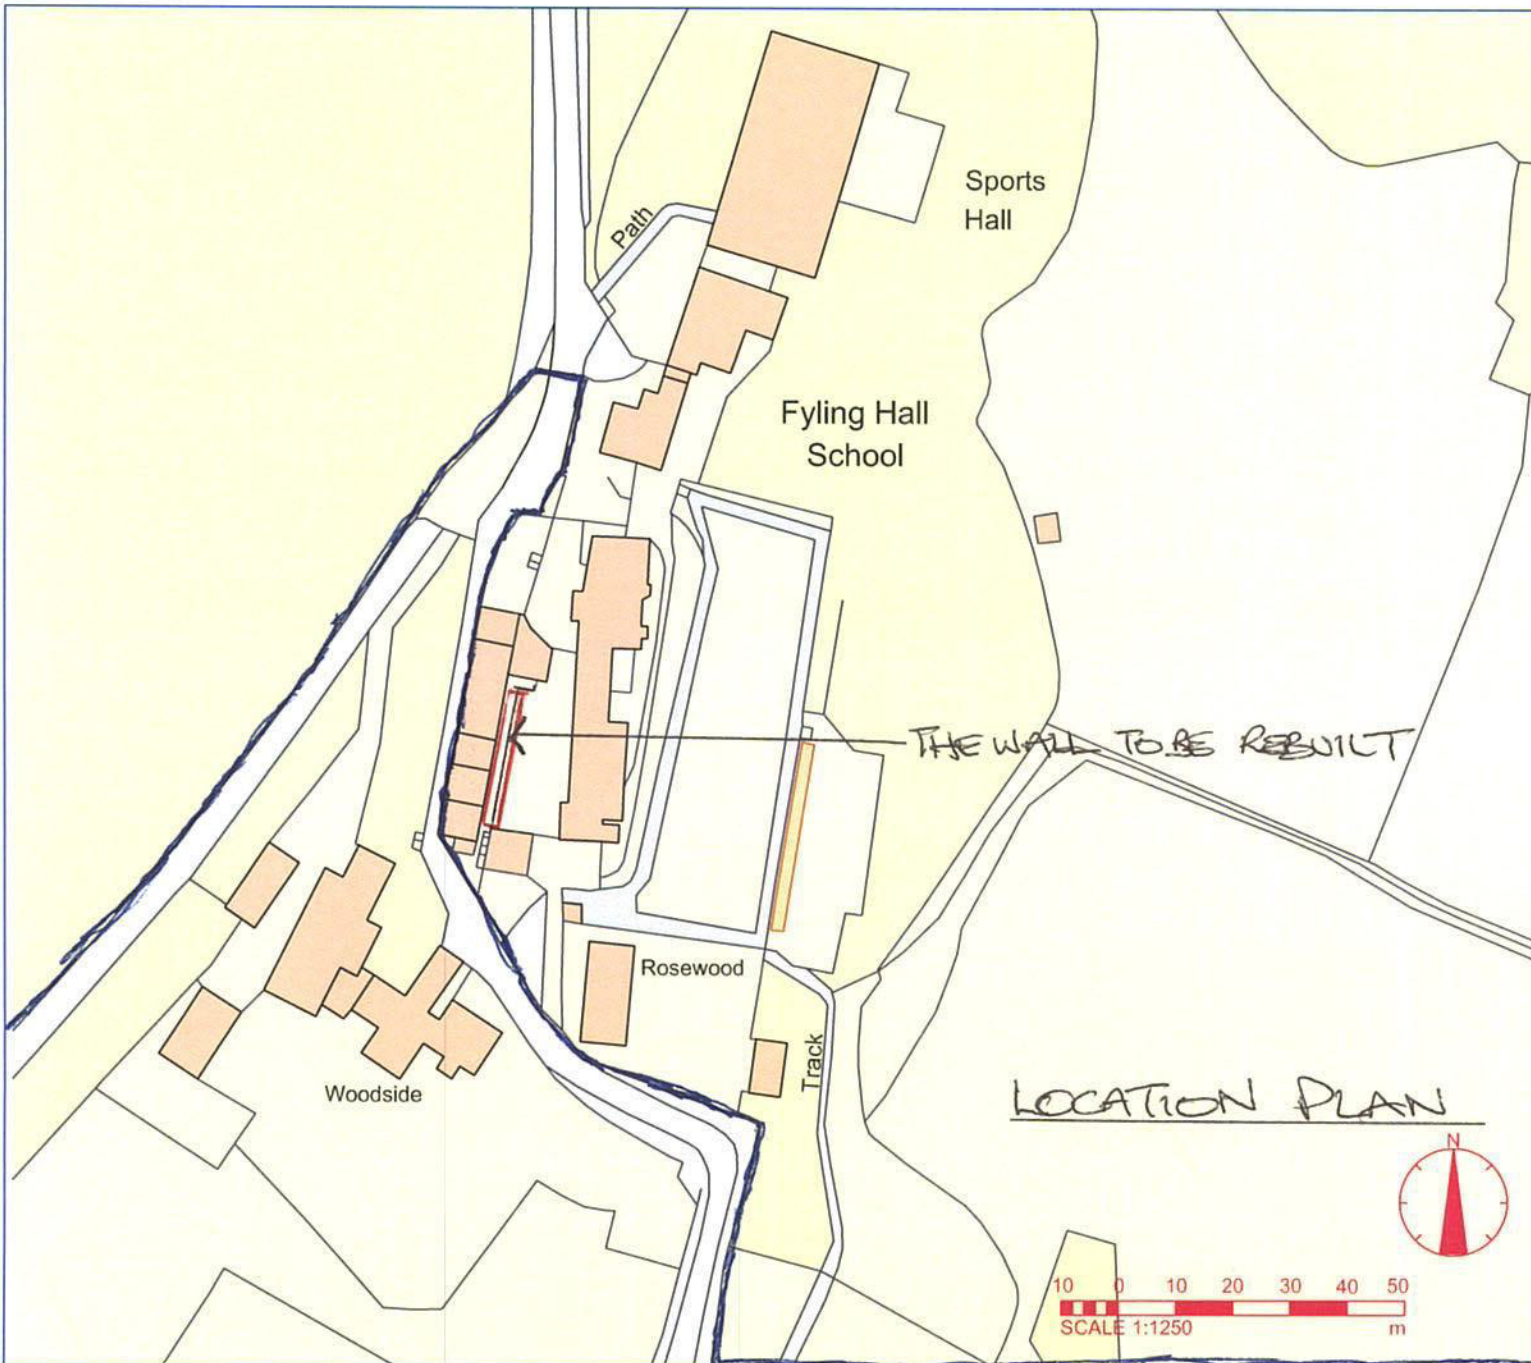 Sports
Hall
Path
Fyling Hall
School
THE WALL TO BE REBUILT
Rosewood
Track
Woodside
LOCATION PLAN
N
10 0 10 20 30 40 50
SCALE 1:1250 m